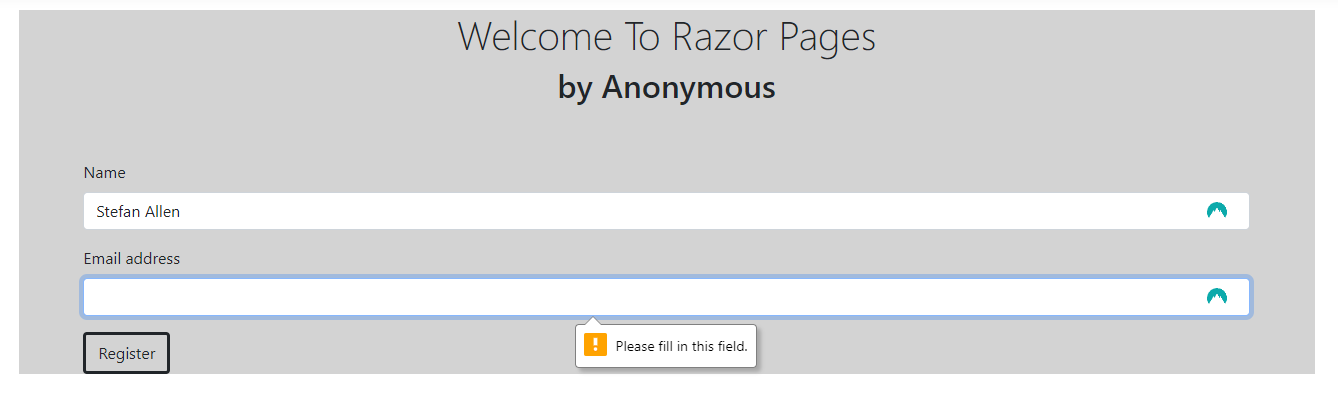 Welcome To Razor Pages
by Anonymous
Name
Stefan Allen
Email address
Please fill in this field.
Register